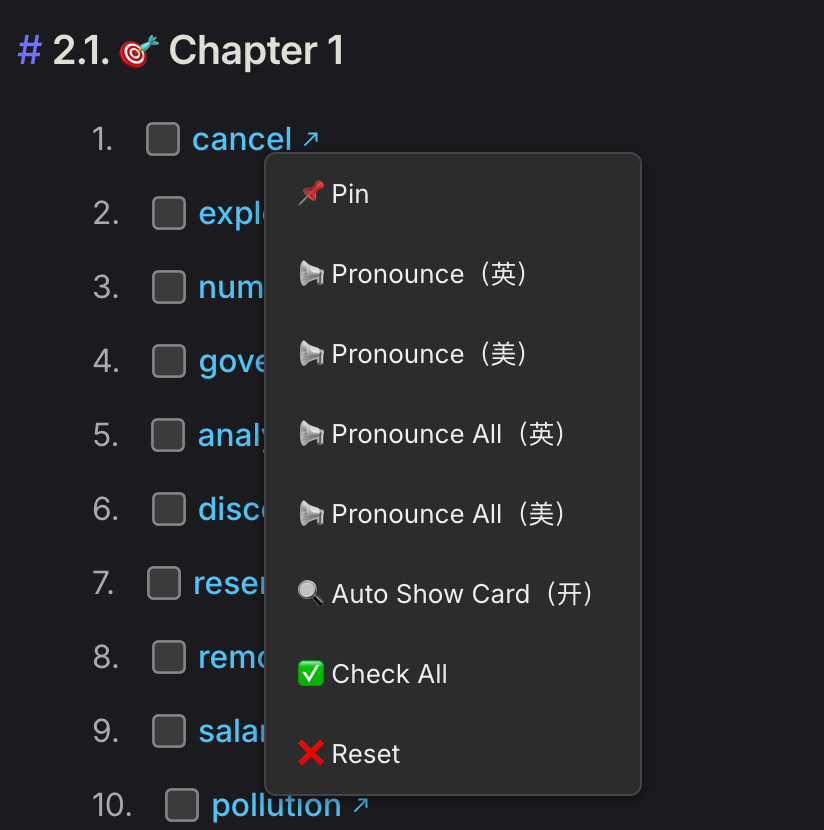 # 2.1. 🎯 Chapter 1
1. cancel ↗
📌 Pin
2. expl
📢 Pronounce（英）
3. num
📢 Pronounce（美）
4. gove
5. analy
📢 Pronounce All（英）
6. disc
📢 Pronounce All（美）
7. reser
🔍 Auto Show Card（开）
8. remo
✅ Check All
9. salar
❌ Reset
10. pollution ↗